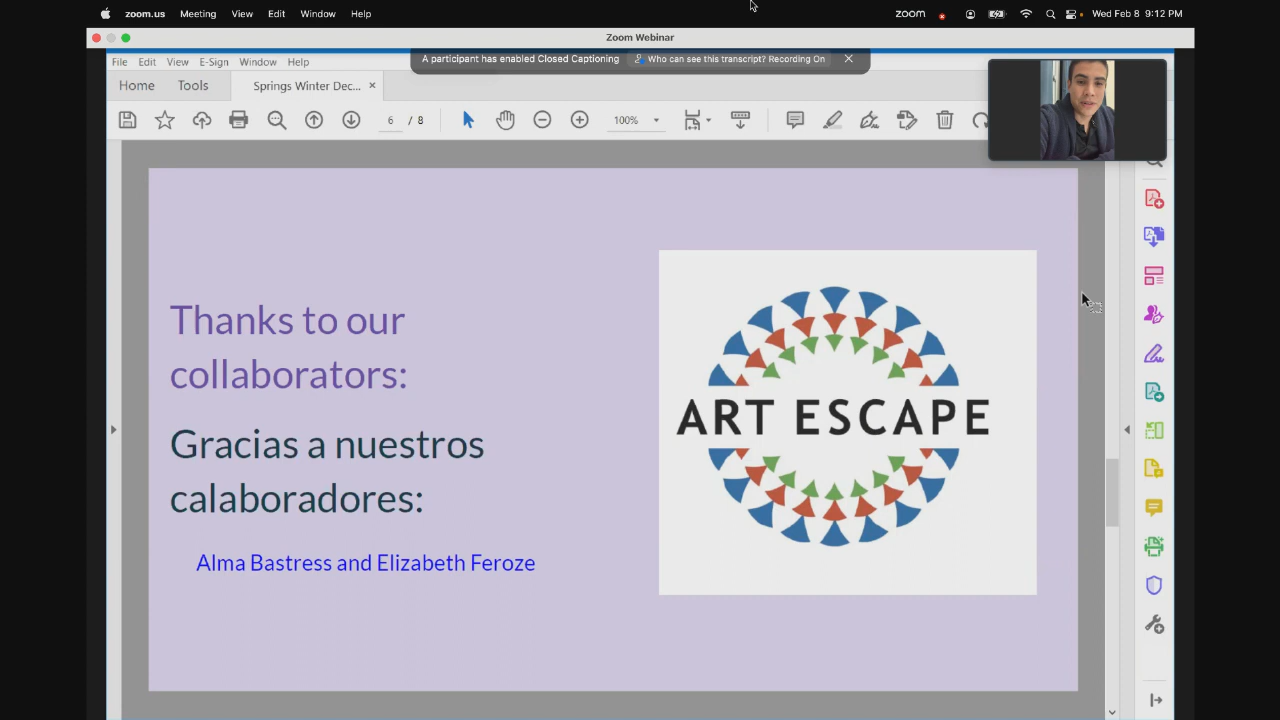 zoom.us Meeting View Edit Window Help zoom Wed Feb 8 9:12 PM
Zoom Webinar
A participant has enabled Closed Captioning Who can see this transcript? Recording On
File Edit View E-Sign Window Help
Home Tools Springs Winter Dec...
6 / 8 100%
Thanks to our
collaborators:
Gracias a nuestros
calaboradores:
Alma Bastress and Elizabeth Feroze
ART ESCAPE